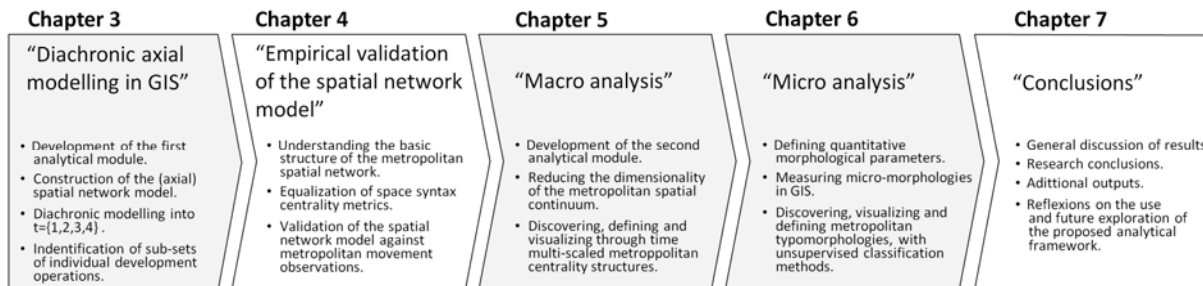 Chapter 3
"Diachronic axial
modelling in GIS"
• Development of the first
analytical module.
• Construction of the (axial)
spatial network model.
• Diachronic modelling into
t={1,2,3,4} .
• Indentification of sub-sets
of individual development
operations.
Chapter 4
"Empirical validation
of the spatial network
model"
• Understanding the basic
structure of the metropolitan
spatial network.
• Equalization of space syntax
centrality metrics.
• Validation of the spatial
network model against
metropolitan movement
observations.
Chapter 5
"Macro analysis"
• Development of the second
analytical module.
• Reducing the dimensionality
of the metropolitan spatial
continuum.
• Discovering, defining and
visualizing through time
multi-scaled metroppolitan
centrality structures.
Chapter 6
"Micro analysis"
• Defining quantitative
morphological parameters.
• Measuring micro-morphologies
in GIS.
• Discovering, visualizing and
defining metropolitan
typomorphologies, with
unsupervised classification
methods.
Chapter 7
"Conclusions"
• General discussion of results
• Research conclusions.
• Adittional outputs.
• Reflexions on the use
and future exploration of
the proposed analytical
framework.